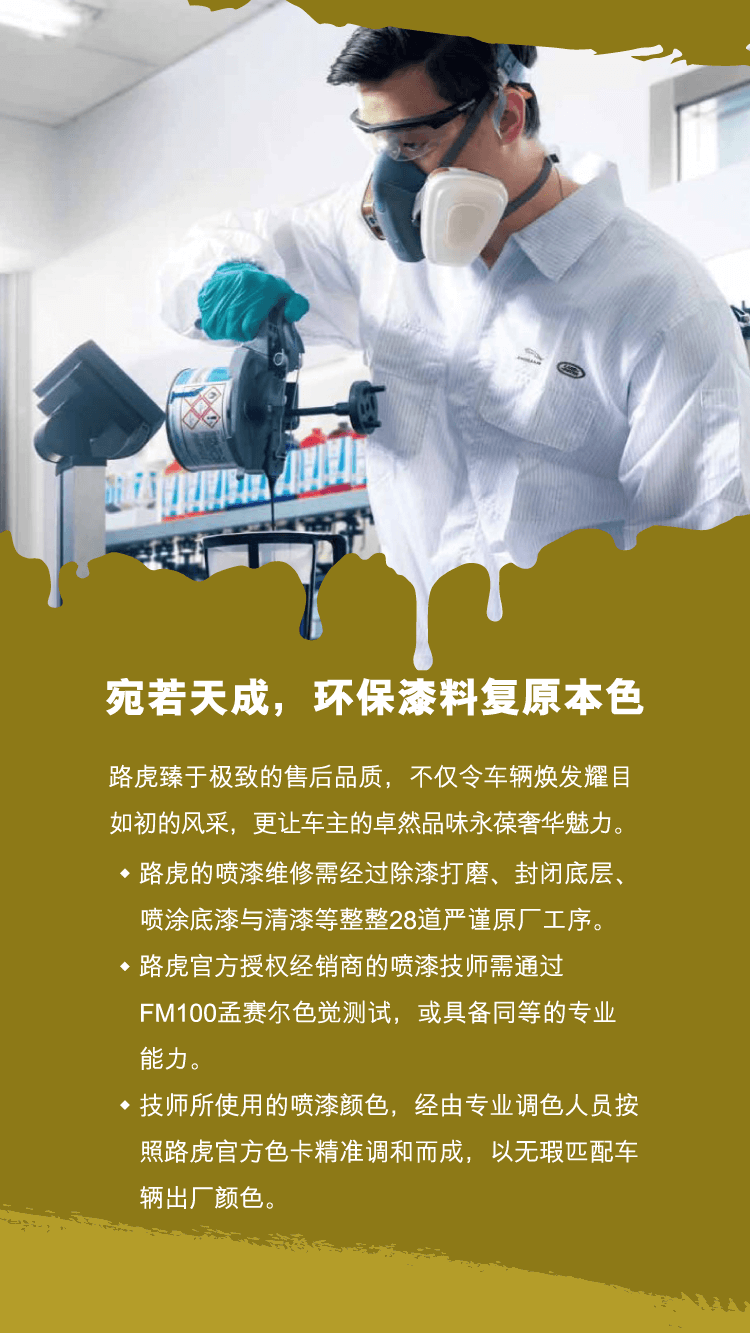 宛若天成，环保漆料复原本色
路虎臻于极致的售后品质，不仅令车辆焕发耀目
如初的风采，更让车主的卓然品味永葆奢华魅力。
路虎的喷漆维修需经过除漆打磨、封闭底层、
喷涂底漆与清漆等整整28道严谨原厂工序。
路虎官方授权经销商的喷漆技师需通过
FM100孟赛尔色觉测试，或具备同等的专业
能力。
技师所使用的喷漆颜色，经由专业调色人员按
照路虎官方色卡精准调和而成，以无瑕匹配车
辆出厂颜色。